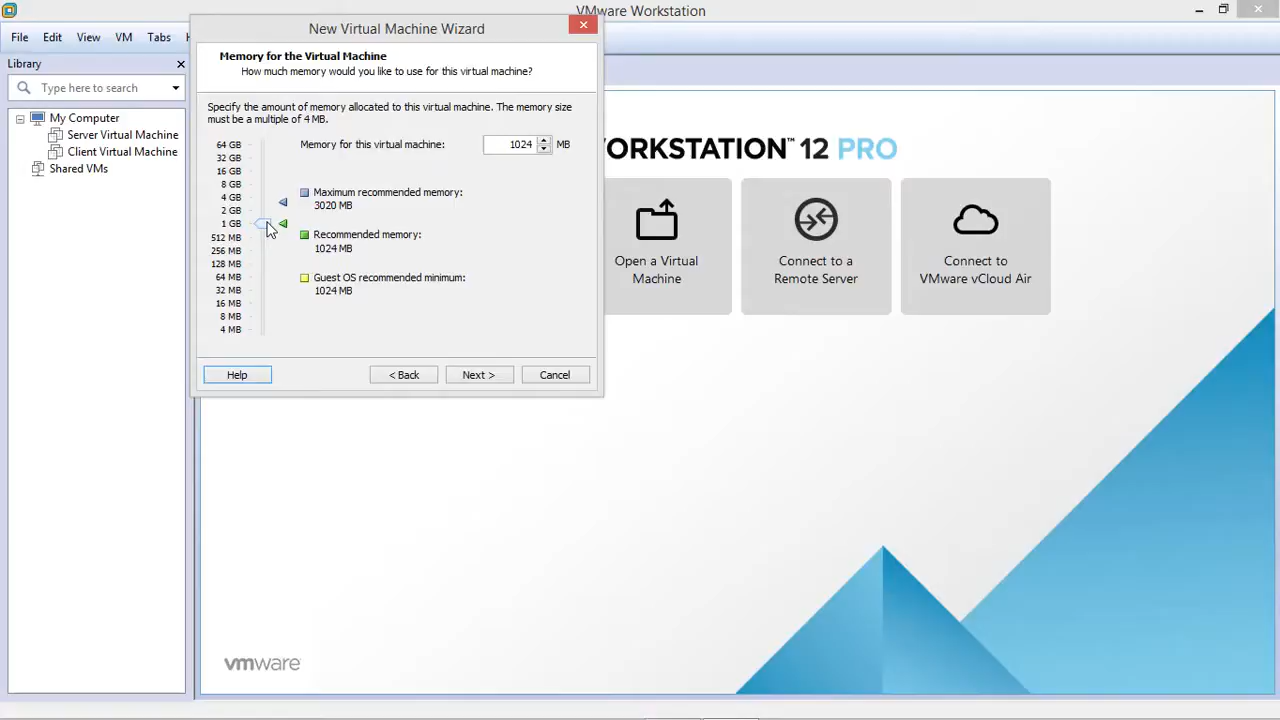 VMware Workstation
File Edit View VM Tabs
Library
Type here to search
My Computer
Server Virtual Machine
Client Virtual Machine
Shared VMs
New Virtual Machine Wizard
Memory for the Virtual Machine
How much memory would you like to use for this virtual machine?
Specify the amount of memory allocated to this virtual machine. The memory size
must be a multiple of 4 MB.
64 GB
32 GB
16 GB
8 GB
4 GB
2 GB
1 GB
512 MB
256 MB
128 MB
64 MB
32 MB
16 MB
8 MB
4 MB
Memory for this virtual machine: 1024 MB
Maximum recommended memory:
3020 MB
Recommended memory:
1024 MB
Guest OS recommended minimum:
1024 MB
Help < Back Next > Cancel
ORKSTATION™ 12 PRO
Open a Virtual
Machine
Connect to a
Remote Server
Connect to
VMware vCloud Air
vmware